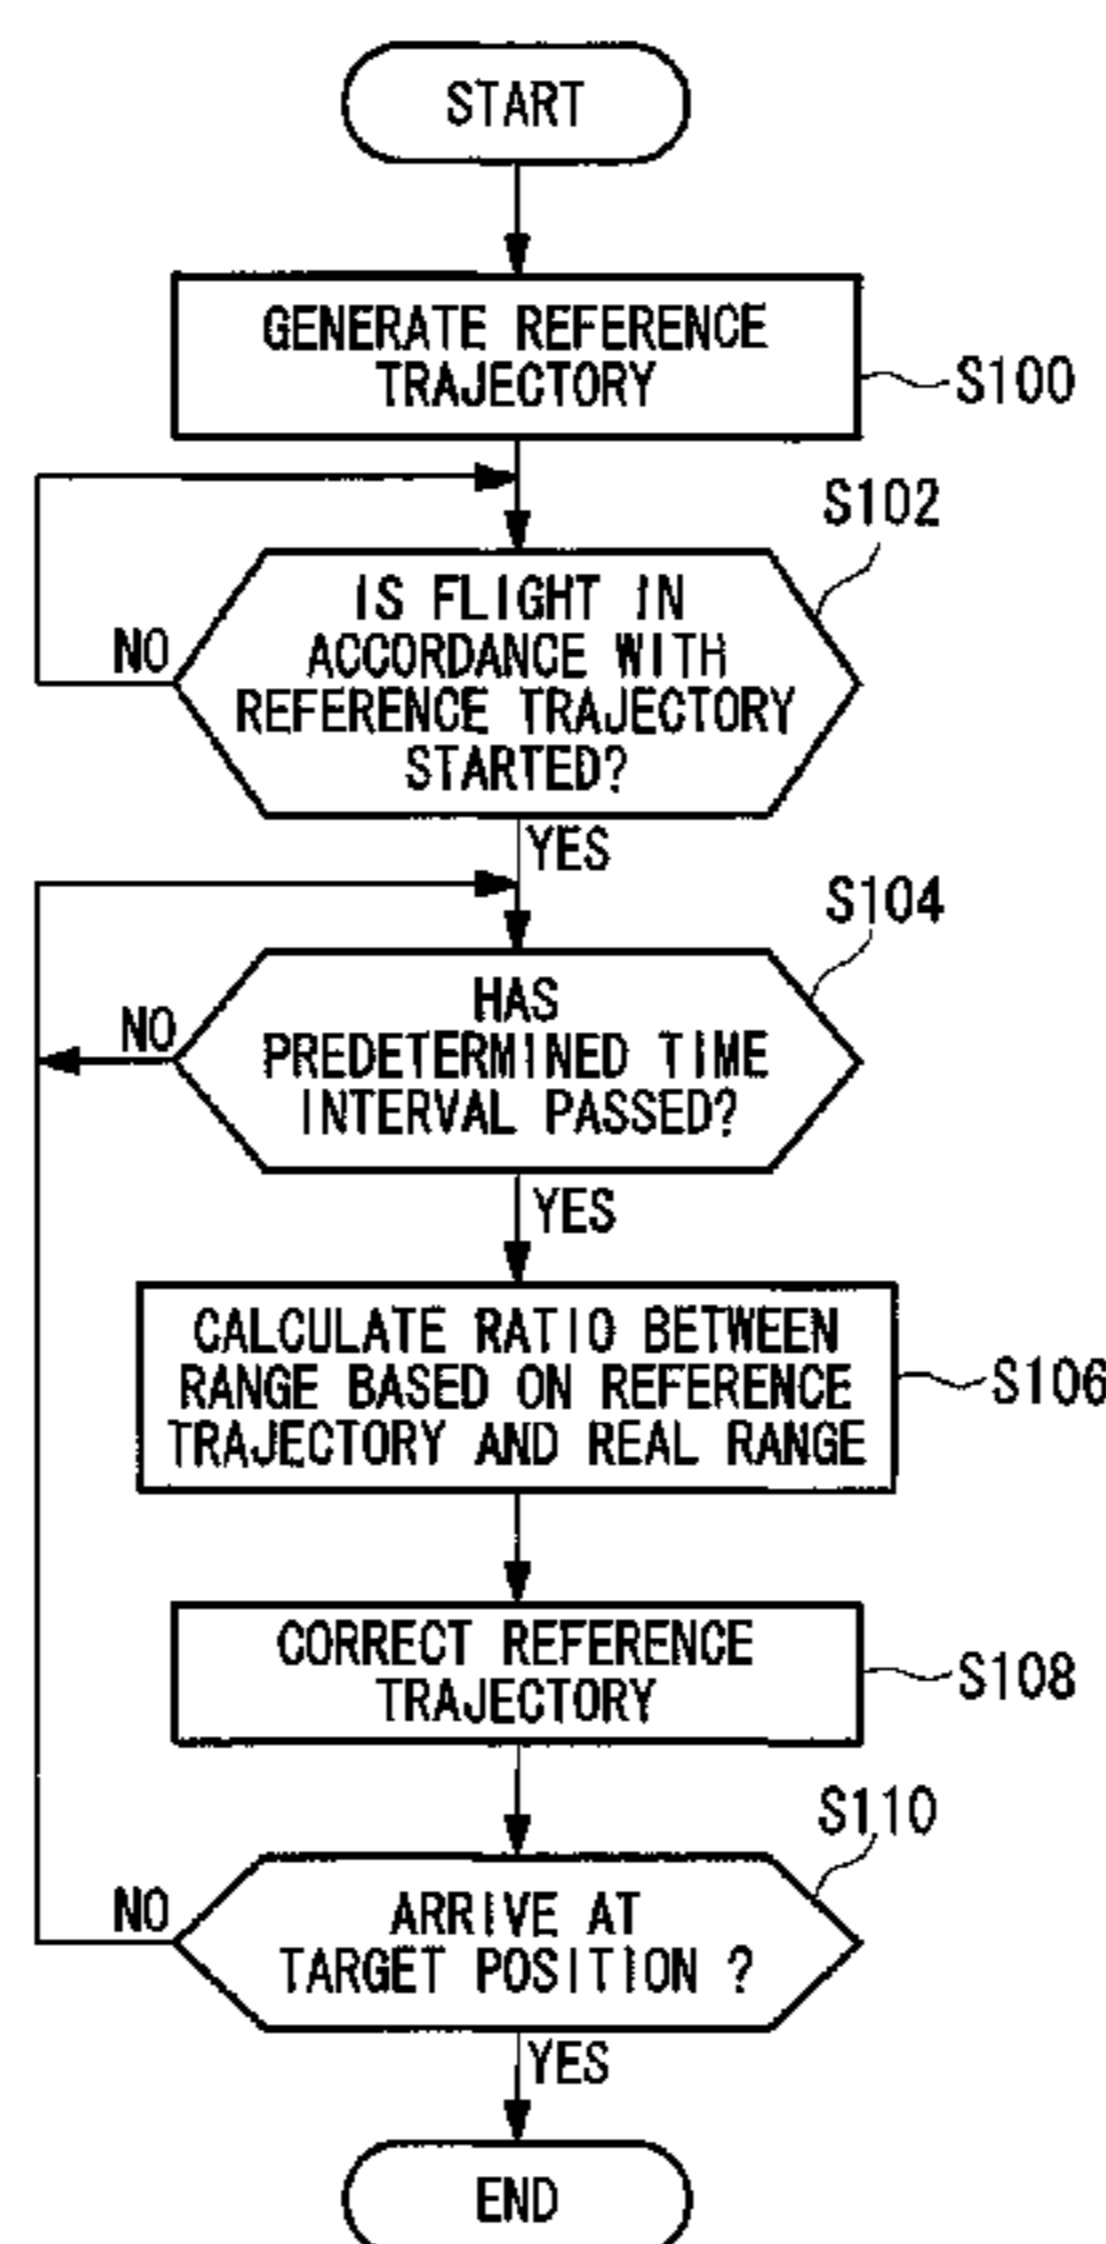 START
GENERATE REFERENCE
TRAJECTORY
S100
S102
IS FLIGHT IN
ACCORDANCE WITH
REFERENCE TRAJECTORY
STARTED?
NO
YES
S104
HAS
PREDETERMINED TIME
INTERVAL PASSED?
NO
YES
CALCULATE RATIO BETWEEN
RANGE BASED ON REFERENCE
TRAJECTORY AND REAL RANGE
S106
CORRECT REFERENCE
TRAJECTORY
S108
S110
ARRIVE AT
TARGET POSITION ?
NO
YES
END